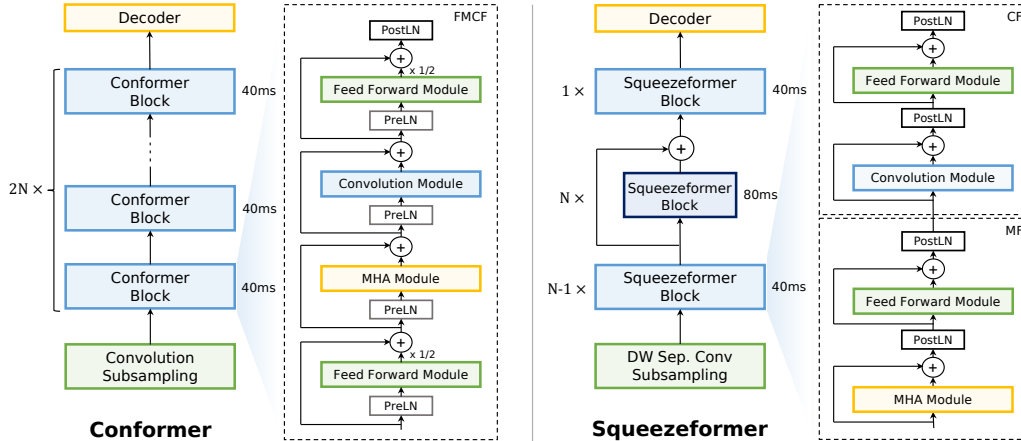 Decoder
Conformer
Block
40ms
2N ×
Conformer
Block
40ms
Conformer
Block
40ms
Convolution
Subsampling
Conformer
FMCF
PostLN
+
x 1/2
Feed Forward Module
PreLN
+
Convolution Module
PreLN
+
MHA Module
PreLN
+
x 1/2
Feed Forward Module
PreLN
Decoder
1 ×
Squeezeformer
Block
40ms
+
N ×
Squeezeformer
Block
80ms
N-1 ×
Squeezeformer
Block
40ms
DW Sep. Conv
Subsampling
Squeezeformer
CF
PostLN
+
Feed Forward Module
PostLN
+
Convolution Module
MF
PostLN
+
Feed Forward Module
PostLN
+
MHA Module